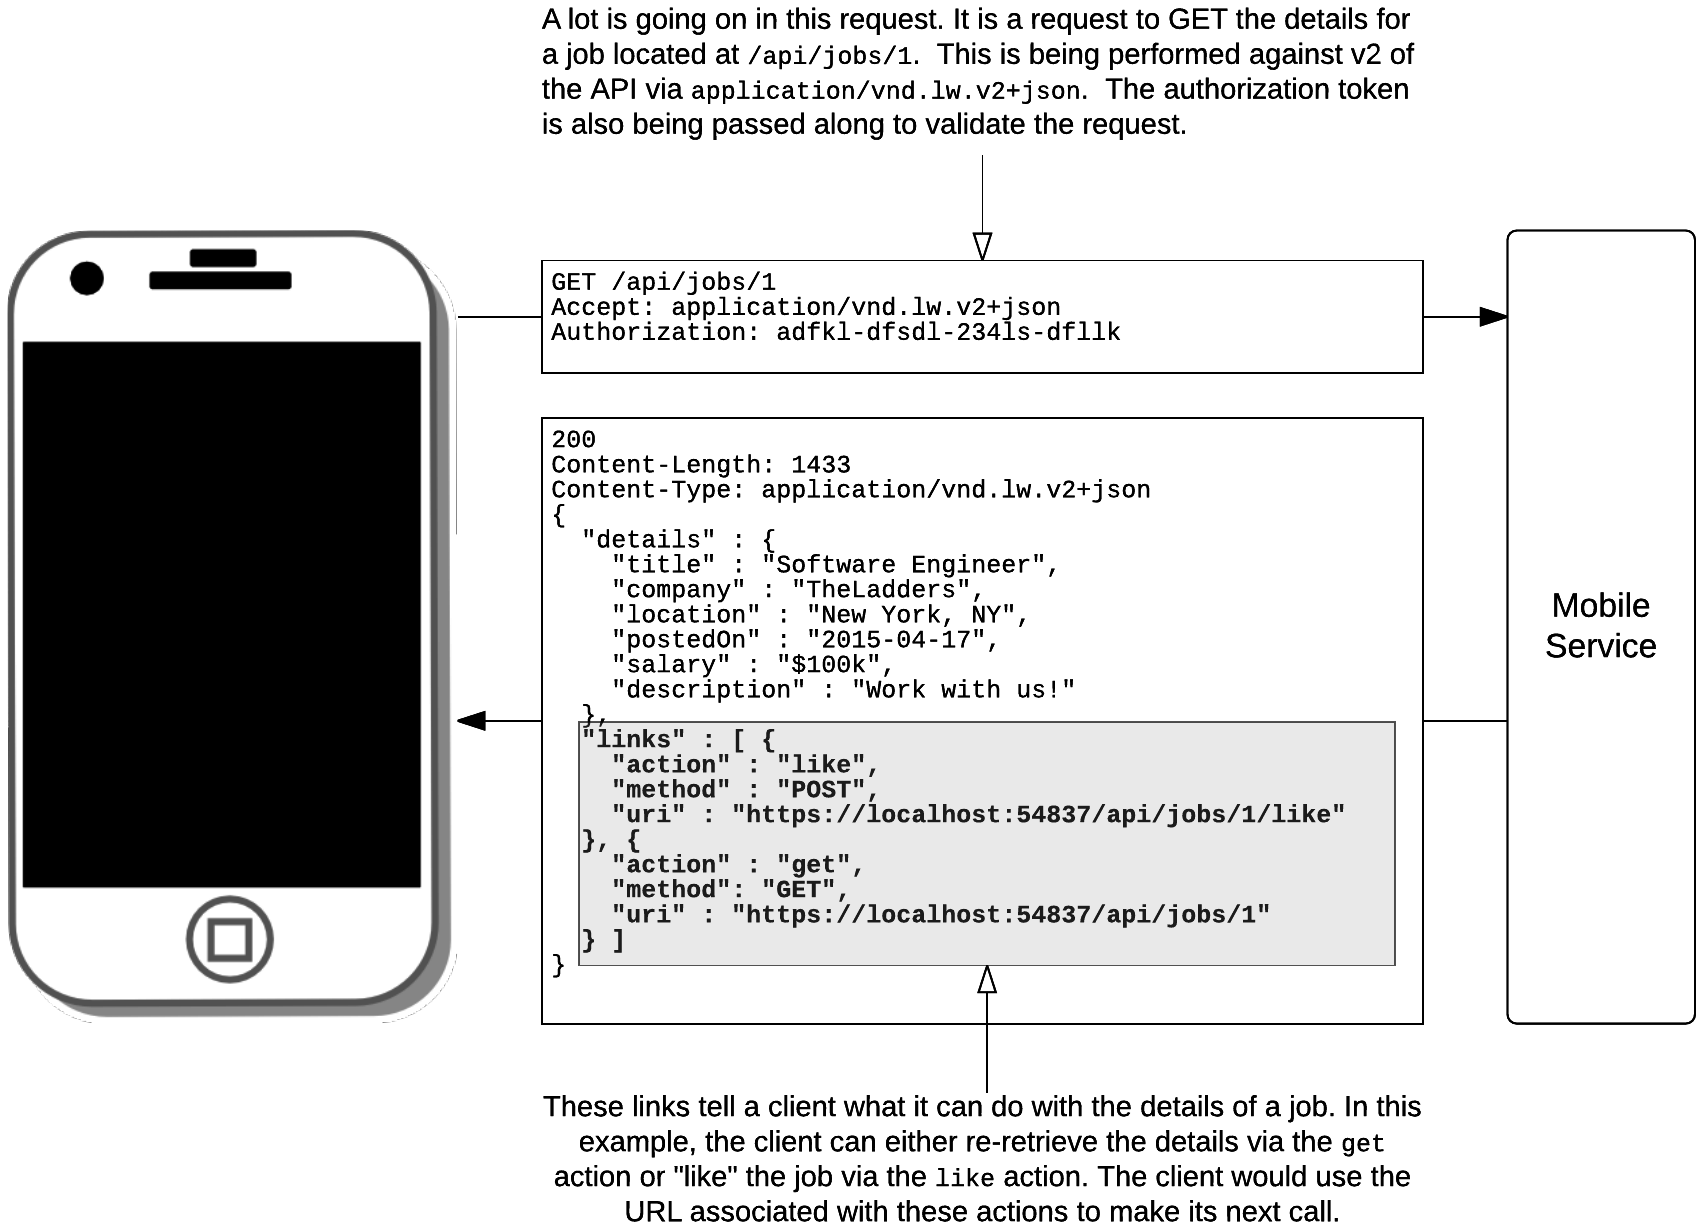 A lot is going on in this request. It is a request to GET the details for
a job located at /api/jobs/1.  This is being performed against v2 of
the API via application/vnd.lw.v2+json.  The authorization token
is also being passed along to validate the request.
GET /api/jobs/1
Accept: application/vnd.lw.v2+json
Authorization: adfkl-dfsdl-234ls-dfllk
200
Content-Length: 1433
Content-Type: application/vnd.lw.v2+json
{
  "details" : {
    "title" : "Software Engineer",
    "company" : "TheLadders",
    "location" : "New York, NY",
    "postedOn" : "2015-04-17",
    "salary" : "$100k",
    "description" : "Work with us!"
  },
  "links" : [ {
    "action" : "like",
    "method" : "POST",
    "uri" : "https://localhost:54837/api/jobs/1/like"
  }, {
    "action" : "get",
    "method": "GET",
    "uri" : "https://localhost:54837/api/jobs/1"
  } ]
}
Mobile
Service
These links tell a client what it can do with the details of a job. In this
example, the client can either re-retrieve the details via the get
action or "like" the job via the like action. The client would use the
URL associated with these actions to make its next call.